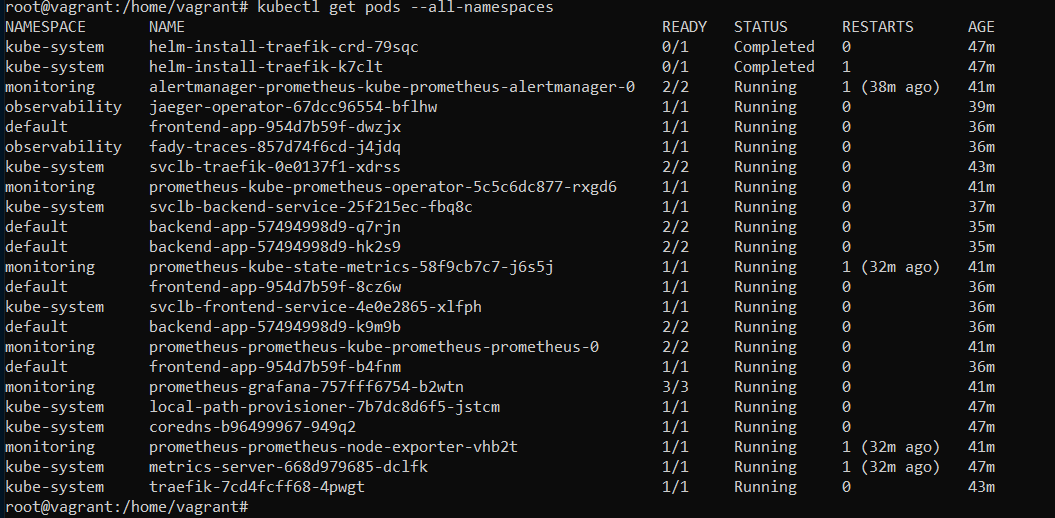 root@vagrant:/home/vagrant# kubectl get pods --all-namespaces
NAMESPACE NAME READY STATUS RESTARTS AGE
kube-system helm-install-traefik-crd-79sqc 0/1 Completed 0 47m
kube-system helm-install-traefik-k7clt 0/1 Completed 1 47m
monitoring alertmanager-prometheus-kube-prometheus-alertmanager-0 2/2 Running 1 (38m ago) 41m
observability jaeger-operator-67dcc96554-bflhw 1/1 Running 0 39m
default frontend-app-954d7b59f-dwzjx 1/1 Running 0 36m
observability fady-traces-857d74f6cd-j4jdq 1/1 Running 0 36m
kube-system svclb-traefik-0e0137f1-xdrss 2/2 Running 0 43m
monitoring prometheus-kube-prometheus-operator-5c5c6dc877-rxgd6 1/1 Running 0 41m
kube-system svclb-backend-service-25f215ec-fbq8c 1/1 Running 0 37m
default backend-app-57494998d9-q7rjn 2/2 Running 0 35m
default backend-app-57494998d9-hk2s9 2/2 Running 0 35m
monitoring prometheus-kube-state-metrics-58f9cb7c7-j6s5j 1/1 Running 1 (32m ago) 41m
default frontend-app-954d7b59f-8cz6w 1/1 Running 0 36m
kube-system svclb-frontend-service-4e0e2865-xlfph 1/1 Running 0 36m
default backend-app-57494998d9-k9m9b 2/2 Running 0 36m
monitoring prometheus-prometheus-kube-prometheus-prometheus-0 2/2 Running 0 41m
default frontend-app-954d7b59f-b4fnm 1/1 Running 0 36m
monitoring prometheus-grafana-757fff6754-b2wtn 3/3 Running 0 41m
kube-system local-path-provisioner-7b7dc8d6f5-jstcm 1/1 Running 0 47m
kube-system coredns-b96499967-949q2 1/1 Running 0 47m
monitoring prometheus-prometheus-node-exporter-vhb2t 1/1 Running 1 (32m ago) 41m
kube-system metrics-server-668d979685-dclfk 1/1 Running 1 (32m ago) 47m
kube-system traefik-7cd4fcff68-4pwgt 1/1 Running 0 43m
root@vagrant:/home/vagrant#